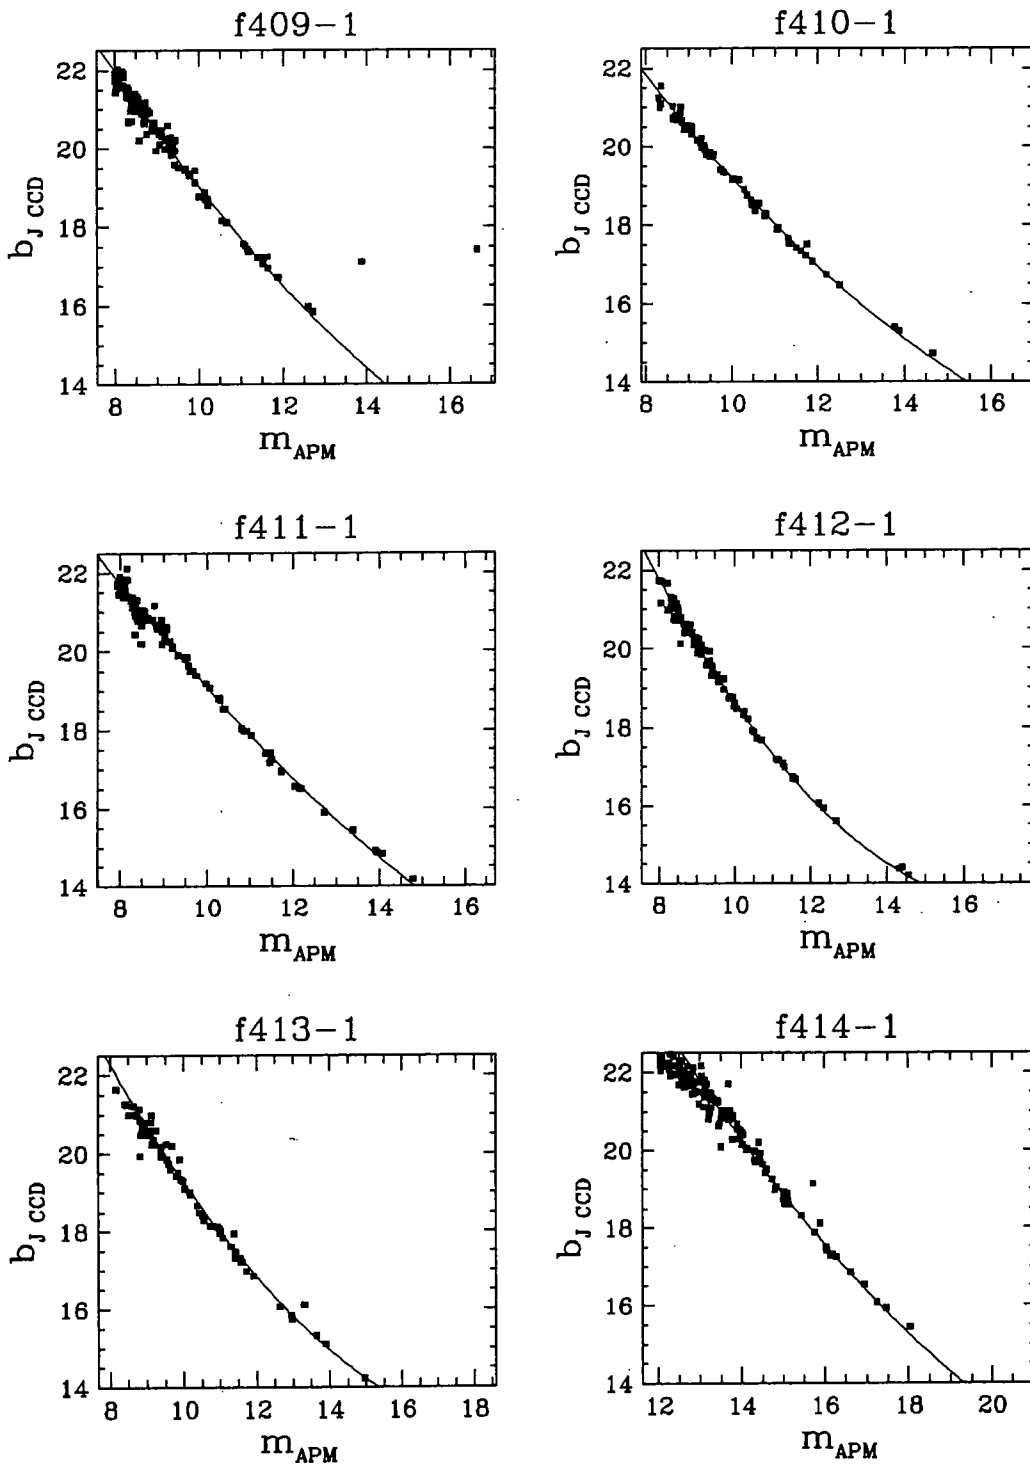 f409-1
22
20
18
16
14
b_J CCD
8 10 12 14 16
m_APM
f410-1
22
20
18
16
14
b_J CCD
8 10 12 14 16
m_APM
f411-1
22
20
18
16
14
b_J CCD
8 10 12 14 16
m_APM
f412-1
22
20
18
16
14
b_J CCD
8 10 12 14 16
m_APM
f413-1
22
20
18
16
14
b_J CCD
8 10 12 14 16 18
m_APM
f414-1
22
20
18
16
14
b_J CCD
12 14 16 18 20
m_APM